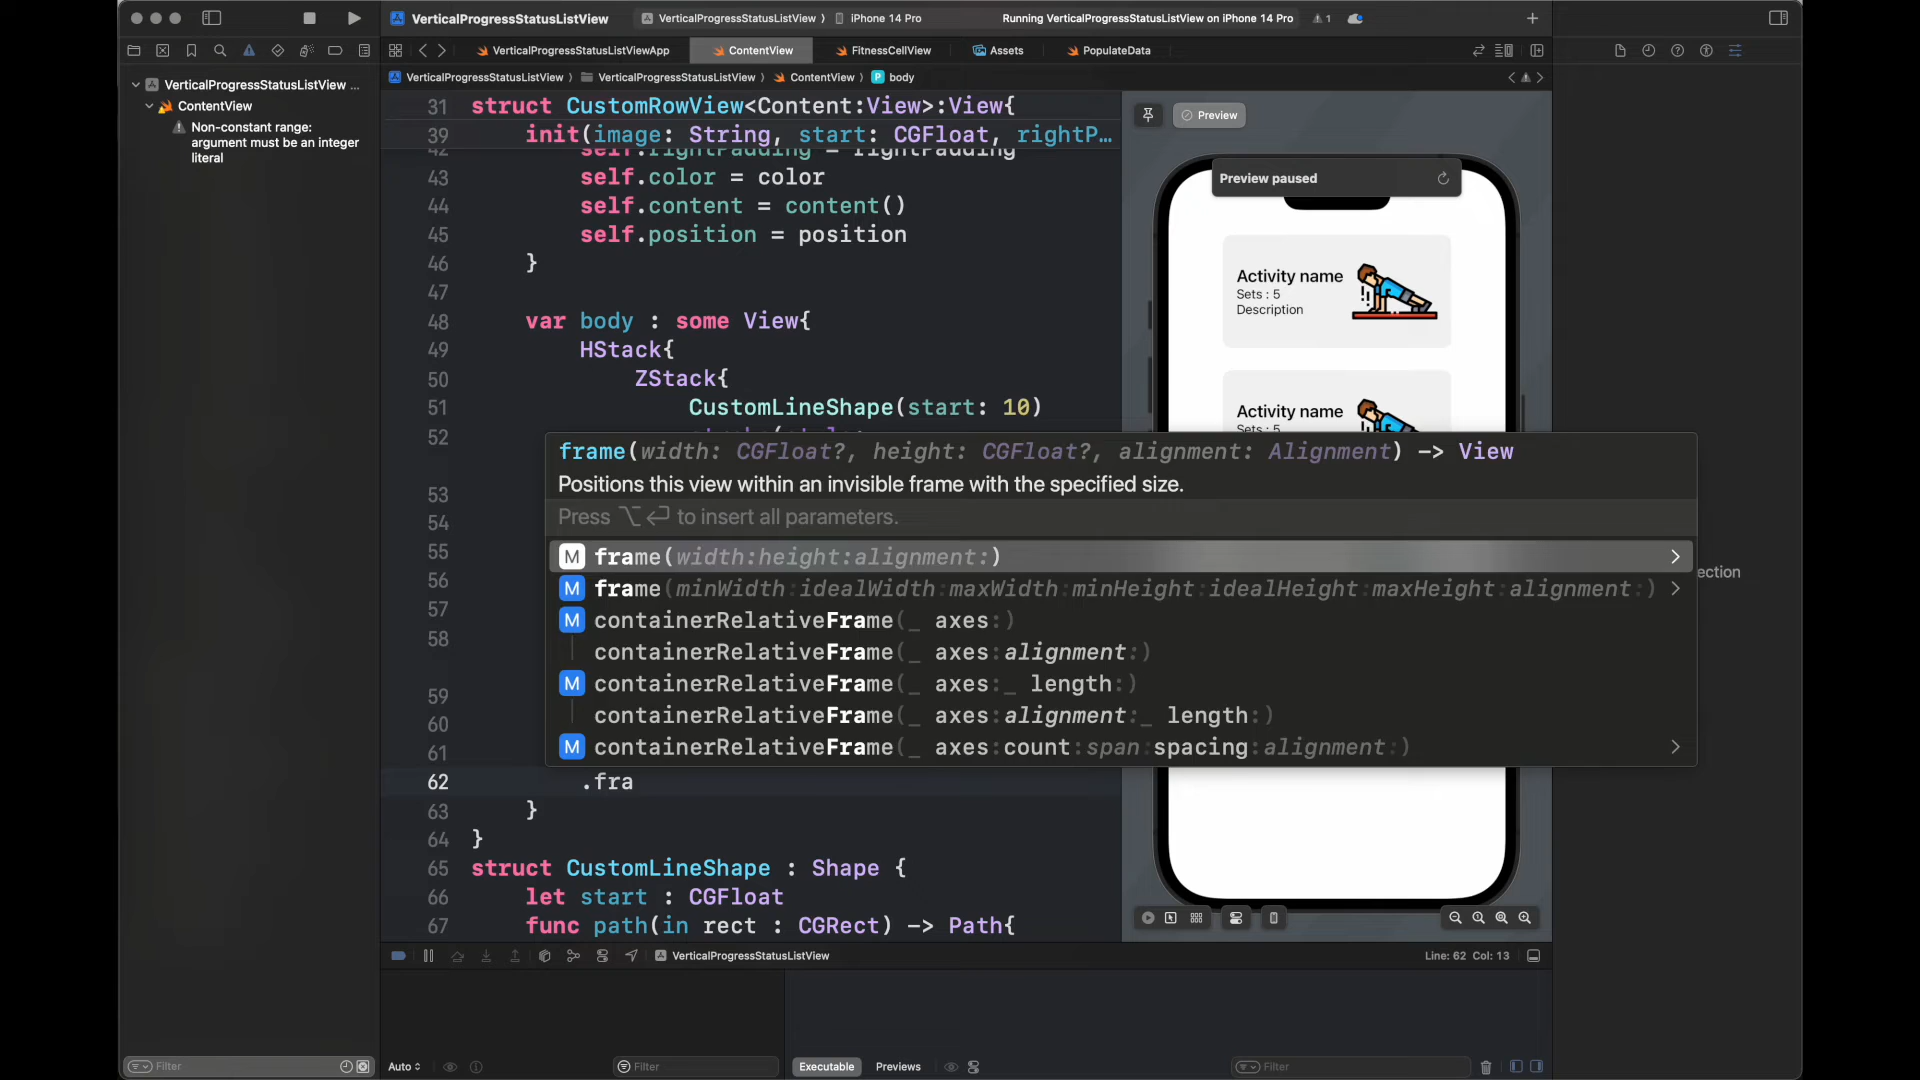 VerticalProgressStatusListView
VerticalProgressStatusListView 〉 iPhone 14 Pro
Running VerticalProgressStatusListView on iPhone 14 Pro
1
VerticalProgressStatusListViewApp
ContentView
FitnessCellView
Assets
PopulateData
VerticalProgressStatusListView 〉 VerticalProgressStatusListView 〉 ContentView 〉 P body
VerticalProgressStatusListView ...
ContentView
Non-constant range:
argument must be an integer
literal
31 struct CustomRowView<Content:View>:View{
39 init(image: String, start: CGFloat, rightP…
42 self.rightPadding = rightPadding
43 self.color = color
44 self.content = content()
45 self.position = position
46 }
47
48 var body : some View{
49 HStack{
50 ZStack{
51 CustomLineShape(start: 10)
52
53
54
55
56
57
58
59
60
61
62 .fra
63 }
64 }
65 struct CustomLineShape : Shape {
66 let start : CGFloat
67 func path(in rect : CGRect) -> Path{
frame(width: CGFloat?, height: CGFloat?, alignment: Alignment) -> View
Positions this view within an invisible frame with the specified size.
Press ⌥↩ to insert all parameters.
M frame(width:height:alignment:)
M frame(minWidth:idealWidth:maxWidth:minHeight:idealHeight:maxHeight:alignment:)
M containerRelativeFrame(_ axes:)
containerRelativeFrame(_ axes:alignment:)
M containerRelativeFrame(_ axes:_ length:)
containerRelativeFrame(_ axes:alignment:_ length:)
M containerRelativeFrame(_ axes:count:span:spacing:alignment:)
Preview
Preview paused
Activity name
Sets : 5
Description
Activity name
Sets : 5
ection
VerticalProgressStatusListView
Line: 62 Col: 13
Filter
Auto
Filter
Executable
Previews
Filter